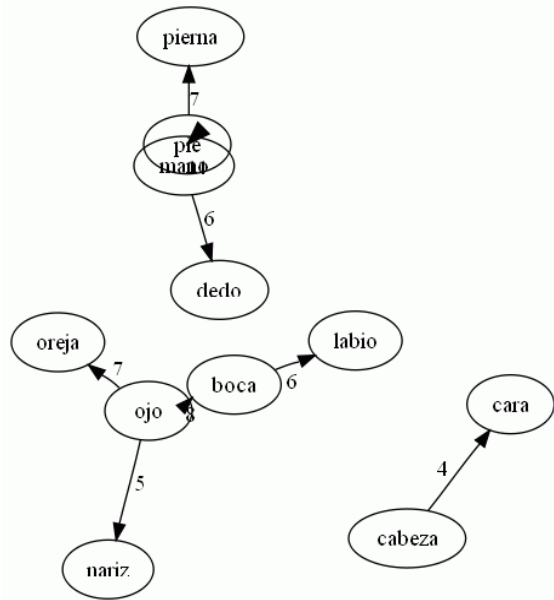 pierna
7
pie
mano
6
dedo
oreja
labio
7
boca
6
ojo
8
cara
5
4
cabeza
nariz